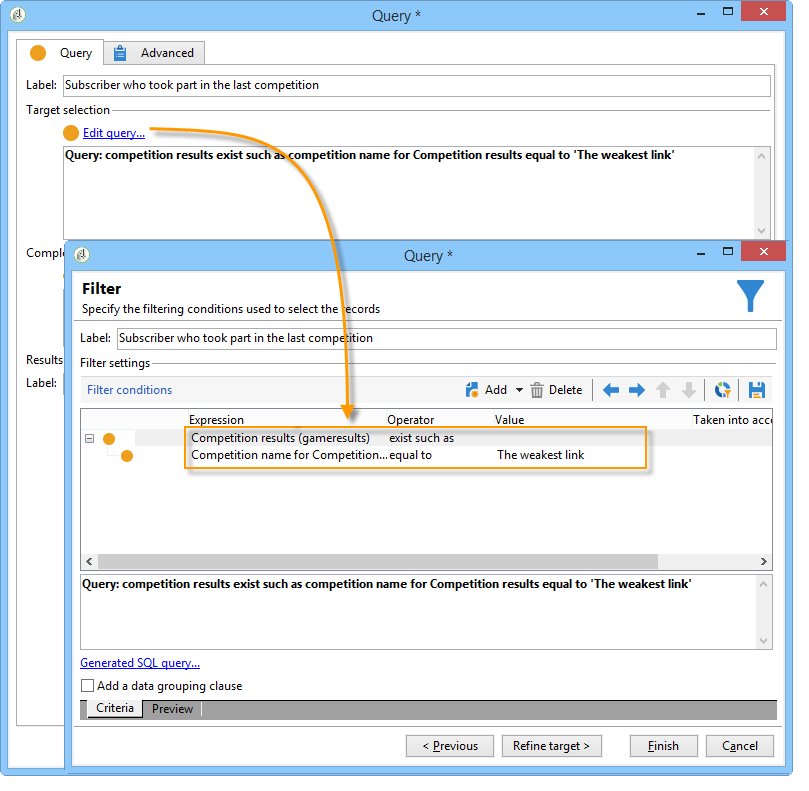 Query *
Query
Advanced
Label: Subscriber who took part in the last competition
Target selection
Edit query...
Query: competition results exist such as competition name for Competition results equal to 'The weakest link'
Comple
Results
Label:
Query *
Filter
Specify the filtering conditions used to select the records
Label: Subscriber who took part in the last competition
Filter settings
Filter conditions Add Delete
Expression Operator Value Taken into acco
Competition results (gameresults) exist such as
Competition name for Competition... equal to The weakest link
Query: competition results exist such as competition name for Competition results equal to 'The weakest link'
Generated SQL query...
Add a data grouping clause
Criteria Preview
< Previous Refine target > Finish Cancel